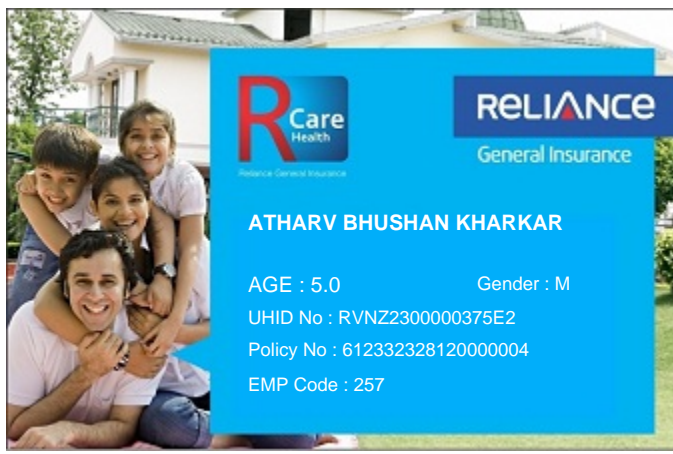 R Care
Health
Reliance General Insurance
RELIANCE
General Insurance
ATHARV BHUSHAN KHARKAR
AGE : 5.0
Gender : M
UHID No : RVNZ2300000375E2
Policy No : 612332328120000004
EMP Code : 257